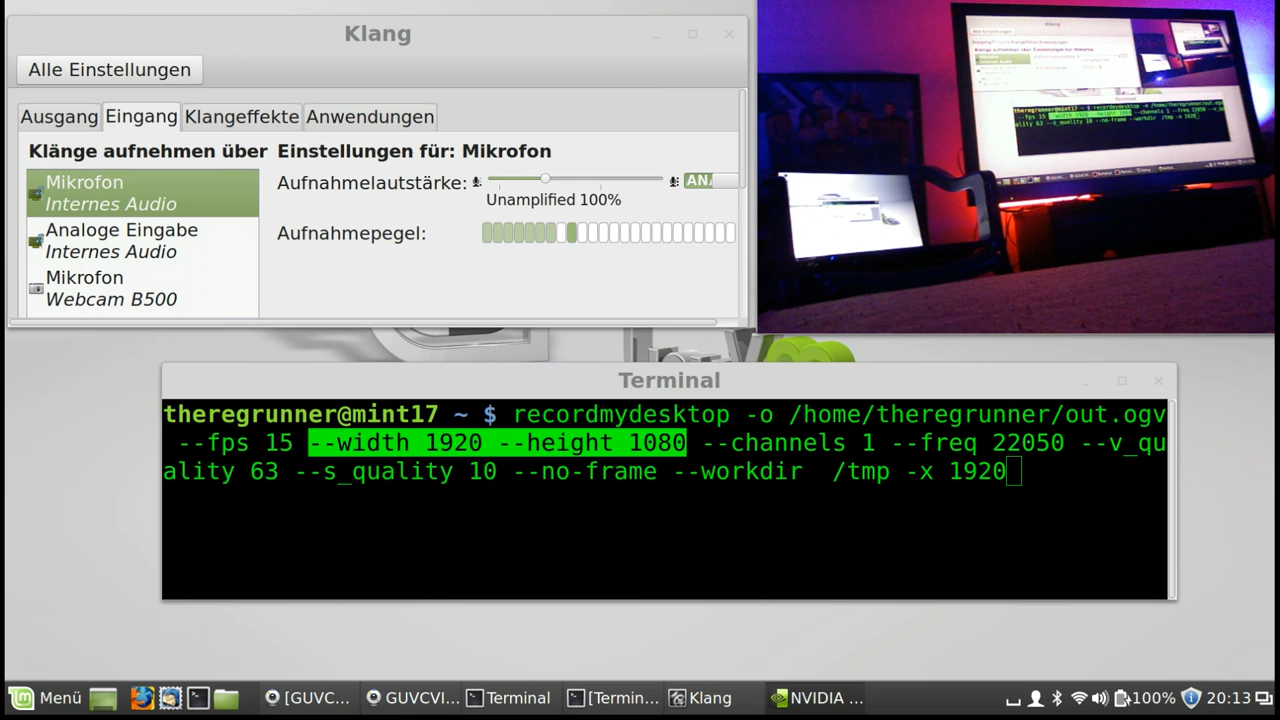 Klang
Alle Einstellungen
Ausgang Eingang Klangeffekte Anwendungen
Klänge aufnehmen über
Mikrofon
Internes Audio
Analoge Eingabe
Internes Audio
Mikrofon
Webcam B500
Einstellungen für: Mikrofon
Aufnahmelautstärke:
Unamplified 100%
Aufnahmepegel:
Terminal
theregrunner@mint17 ~ $ recordmydesktop -o /home/theregrunner/out.ogv
--fps 15 --width 1920 --height 1080 --channels 1 --freq 22050 --v_qu
ality 63 --s_quality 10 --no-frame --workdir  /tmp -x 1920
Menü [GUVC... GUVCVI... Terminal [Termin... Klang NVIDIA ... 100% 20:13